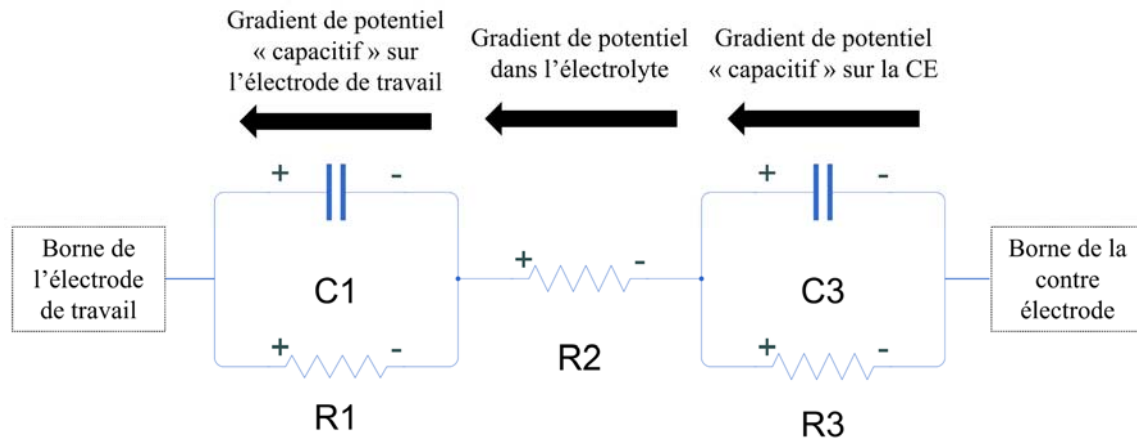 Gradient de potentiel
« capacitif » sur
l’électrode de travail
Gradient de potentiel
dans l’électrolyte
Gradient de potentiel
« capacitif » sur la CE
+ -
+ -
Borne de
l’électrode
de travail
C1
+ -
C3
Borne de la
contre
électrode
+ -
R1
R2
+ -
R3